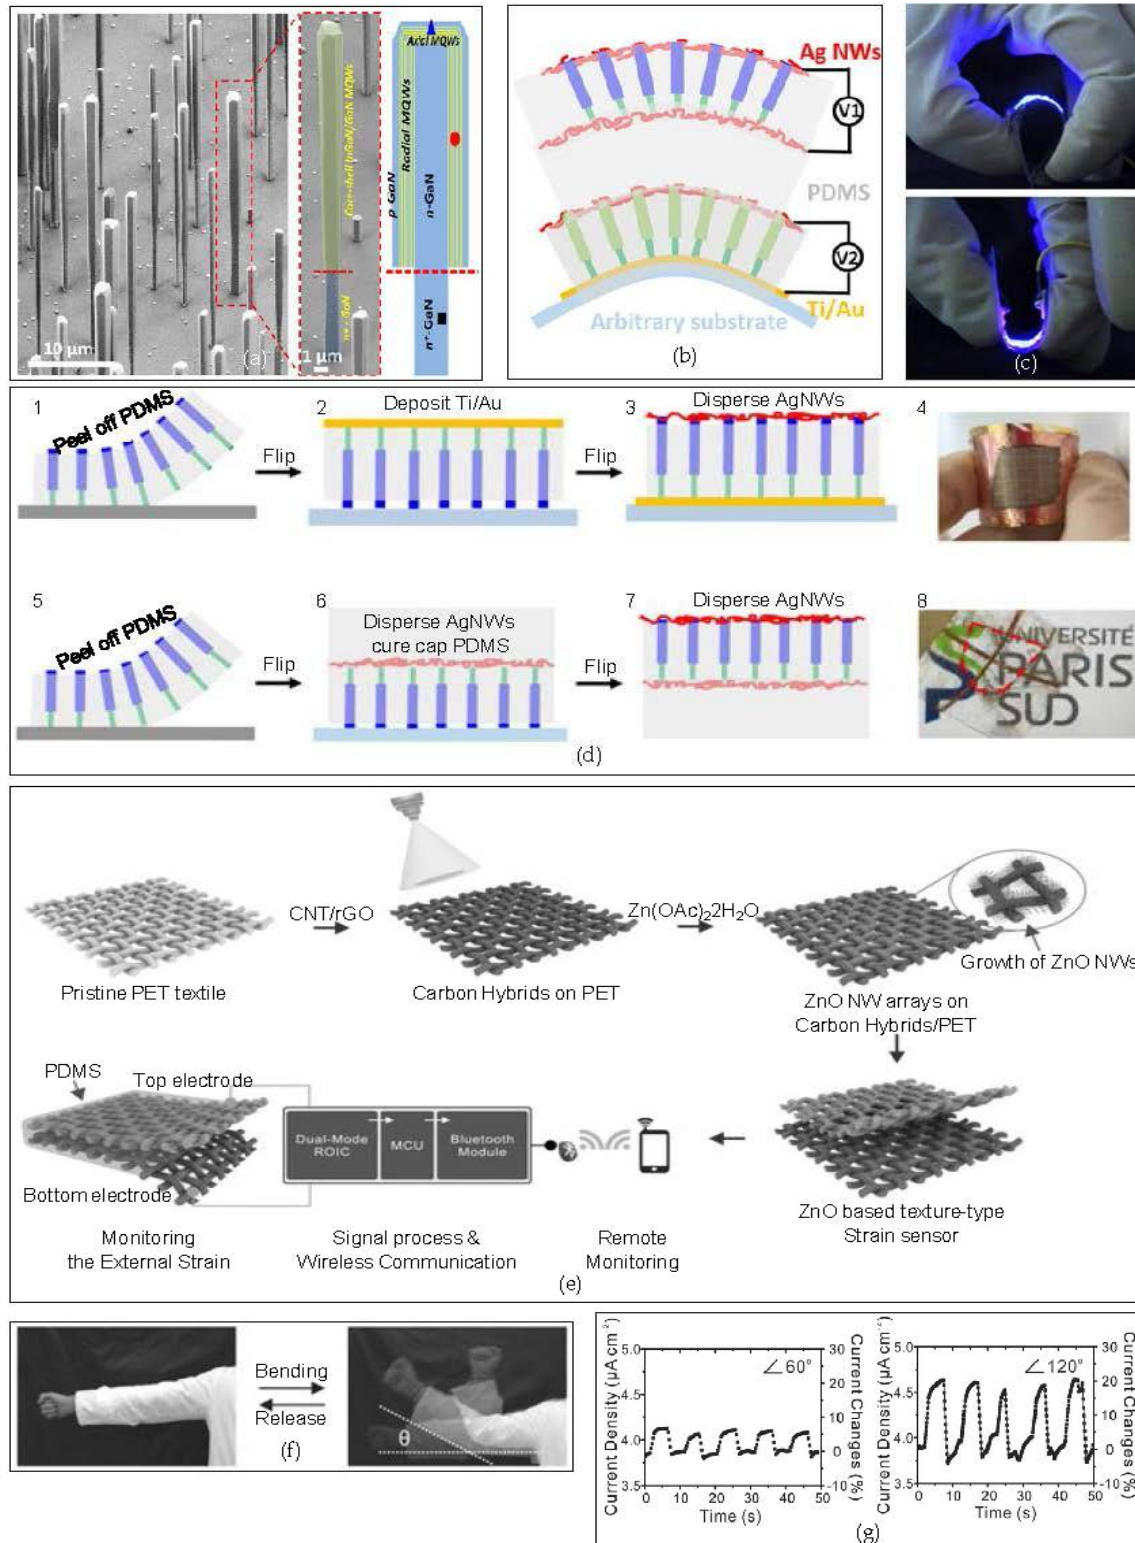 Axial MQWs
Core-shell InGaN/GaN MQWs
n+- GaN
p-GaN
Radial MQWs
n-GaN
n⁺-GaN
10 µm
(a)
1 µm
Ag NWs
V1
PDMS
V2
Ti/Au
Arbitrary substrate
(b)
(c)
1
Peel off PDMS
Flip
2
Deposit Ti/Au
Flip
3
Disperse AgNWs
4
5
Peel off PDMS
Flip
6
Disperse AgNWs
cure cap PDMS
Flip
7
Disperse AgNWs
8
UNIVERSITÉ
PARIS
SUD
(d)
CNT/rGO
Zn(OAc)₂2H₂O
Growth of ZnO NWs
Pristine PET textile
Carbon Hybrids on PET
ZnO NW arrays on
Carbon Hybrids/PET
PDMS
Top electrode
Dual-Mode
ROIC
MCU
Bluetooth
Module
Bottom electrode
ZnO based texture-type
Strain sensor
Monitoring
the External Strain
Signal process &
Wireless Communication
Remote
Monitoring
(e)
Bending
Release
θ
(f)
Current Density (µA cm⁻²)
5.0
4.5
4.0
3.5
∠60°
30
20
10
0
-10
Current Changes (%)
0 10 20 30 40 50
Time (s)
Current Density (µA cm⁻²)
5.0
4.5
4.0
3.5
∠120°
30
20
10
0
-10
Current Changes (%)
0 10 20 30 40 50
Time (s)
(g)